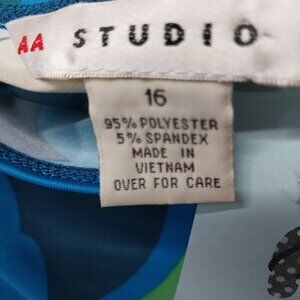 AA STUDIO
16
95% POLYESTER
5% SPANDEX
MADE IN
VIETNAM
OVER FOR CARE